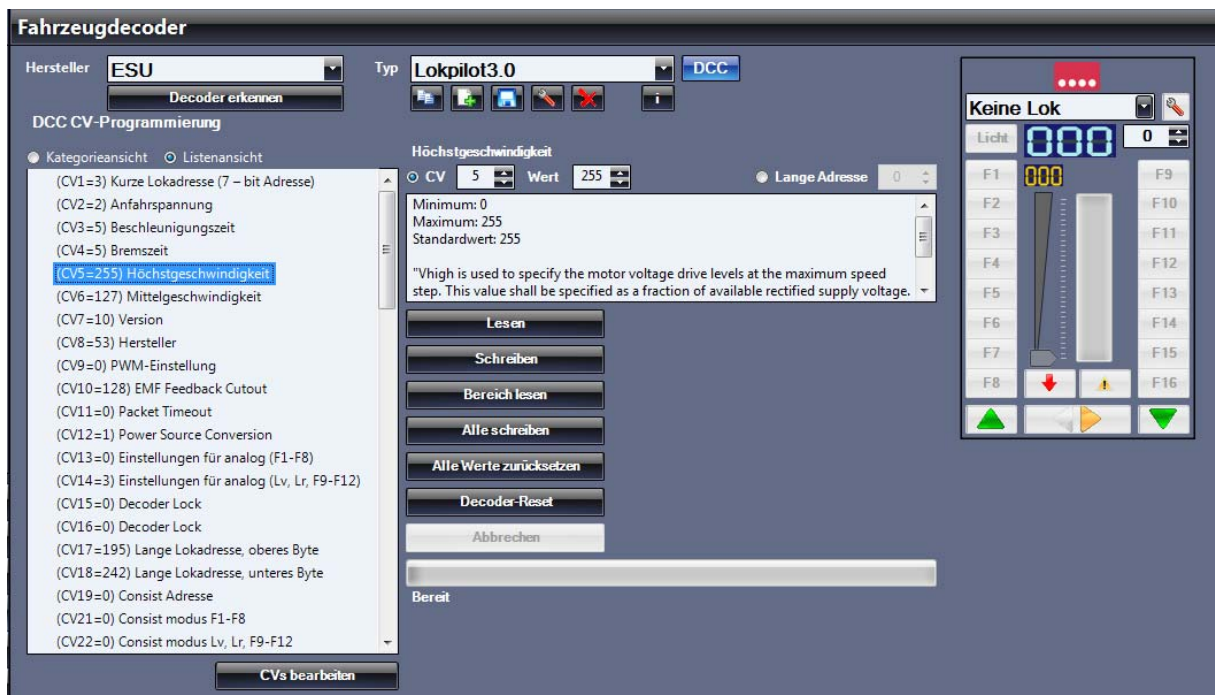 Fahrzeugdecoder
Hersteller ESU Typ Lokpilot3.0 DCC
Decoder erkennen i
DCC CV-Programmierung
Kategorieansicht Listenansicht
(CV1=3) Kurze Lokadresse (7 – bit Adresse)
(CV2=2) Anfahrspannung
(CV3=5) Beschleunigungszeit
(CV4=5) Bremszeit
(CV5=255) Höchstgeschwindigkeit
(CV6=127) Mittelgeschwindigkeit
(CV7=10) Version
(CV8=53) Hersteller
(CV9=0) PWM-Einstellung
(CV10=128) EMF Feedback Cutout
(CV11=0) Packet Timeout
(CV12=1) Power Source Conversion
(CV13=0) Einstellungen für analog (F1-F8)
(CV14=3) Einstellungen für analog (Lv, Lr, F9-F12)
(CV15=0) Decoder Lock
(CV16=0) Decoder Lock
(CV17=195) Lange Lokadresse, oberes Byte
(CV18=242) Lange Lokadresse, unteres Byte
(CV19=0) Consist Adresse
(CV21=0) Consist modus F1-F8
(CV22=0) Consist modus Lv, Lr, F9-F12
CVs bearbeiten
Höchstgeschwindigkeit
CV 5 Wert 255 Lange Adresse 0
Minimum: 0
Maximum: 255
Standardwert: 255
"Vhigh is used to specify the motor voltage drive levels at the maximum speed
step. This value shall be specified as a fraction of available rectified supply voltage.
Lesen
Schreiben
Bereich lesen
Alle schreiben
Alle Werte zurücksetzen
Decoder-Reset
Abbrechen
Bereit
Keine Lok
Licht 000 0
F1 000 F9
F2 F10
F3 F11
F4 F12
F5 F13
F6 F14
F7 F15
F8 F16